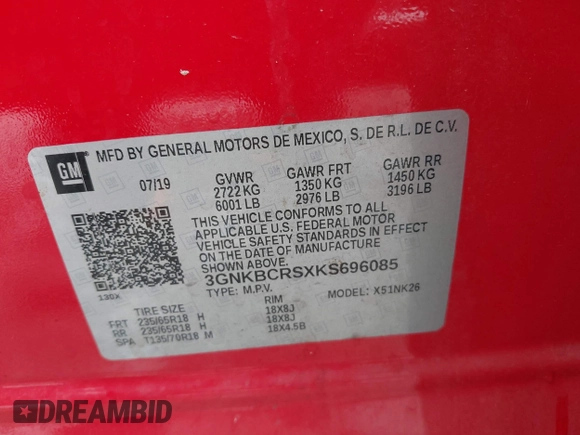 GM
MFD BY GENERAL MOTORS DE MEXICO, S. DE R.L. DE C.V.
07/19 GVWR GAWR FRT GAWR RR
2722 KG 1350 KG 1450 KG
6001 LB 2976 LB 3196 LB
THIS VEHICLE CONFORMS TO ALL
APPLICABLE U.S. FEDERAL MOTOR
VEHICLE SAFETY STANDARDS IN EFFECT
ON THE DATE OF MANUFACTURE
130X
3GNKBCRSXKS696085
TYPE: M.P.V. MODEL: X51NK26
TIRE SIZE RIM
FRT 235/65R18 H 18X8J
RR 235/65R18 H 18X8J
SPA T135/70R18 M 18X4.5B
DREAMBID